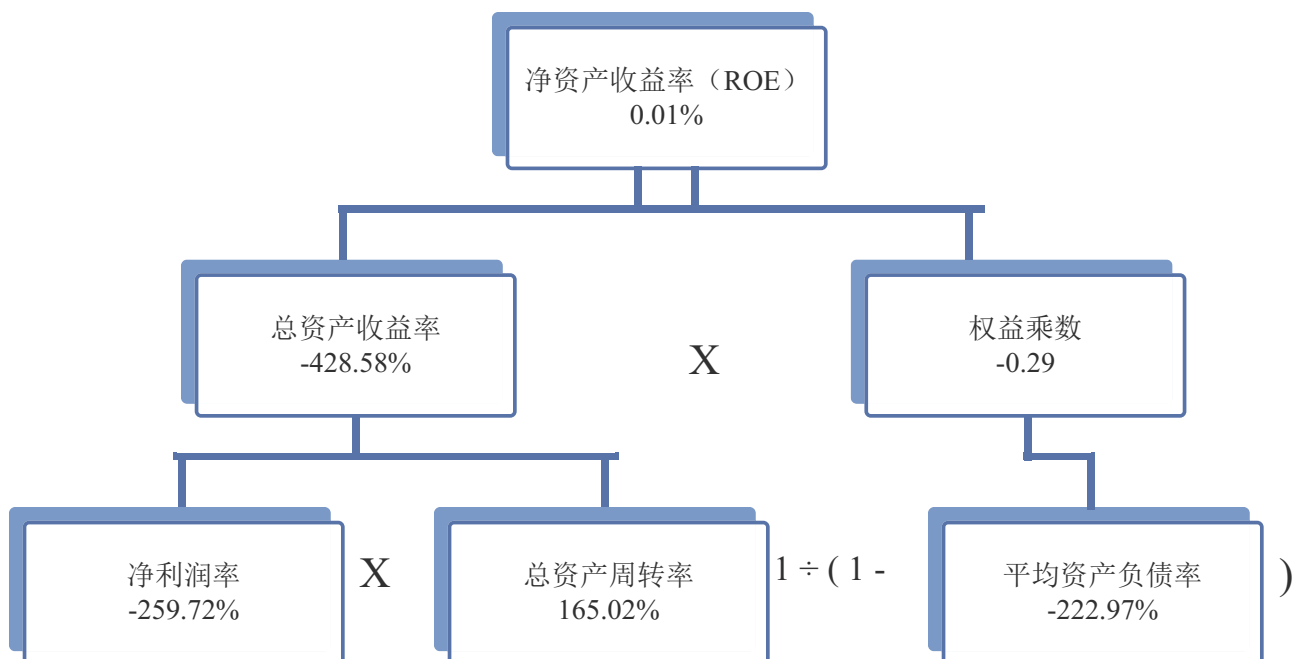 净资产收益率（ROE）
0.01%
总资产收益率
-428.58%
X
权益乘数
-0.29
净利润率
-259.72%
X
总资产周转率
165.02%
1 ÷ ( 1 -
平均资产负债率
-222.97%
)